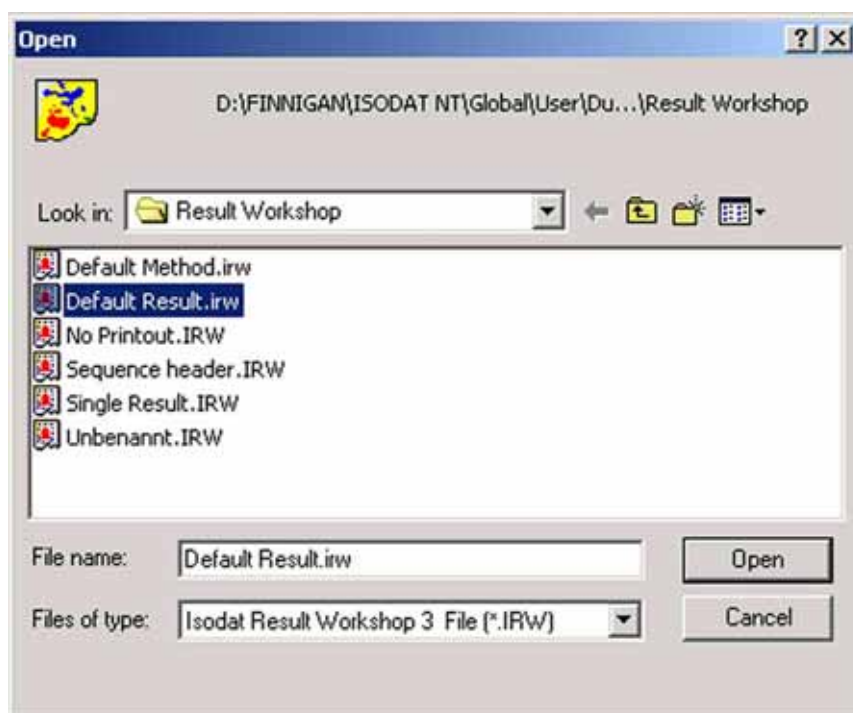 Open
D:\FINNIGAN\ISODAT NT\Global\User\Du...\Result Workshop
Look in: Result Workshop
Default Method.irw
Default Result.irw
No Printout.IRW
Sequence header.IRW
Single Result.IRW
Unbenannt.IRW
File name: Default Result.irw Open
Files of type: Isodat Result Workshop 3 File (*.IRW) Cancel